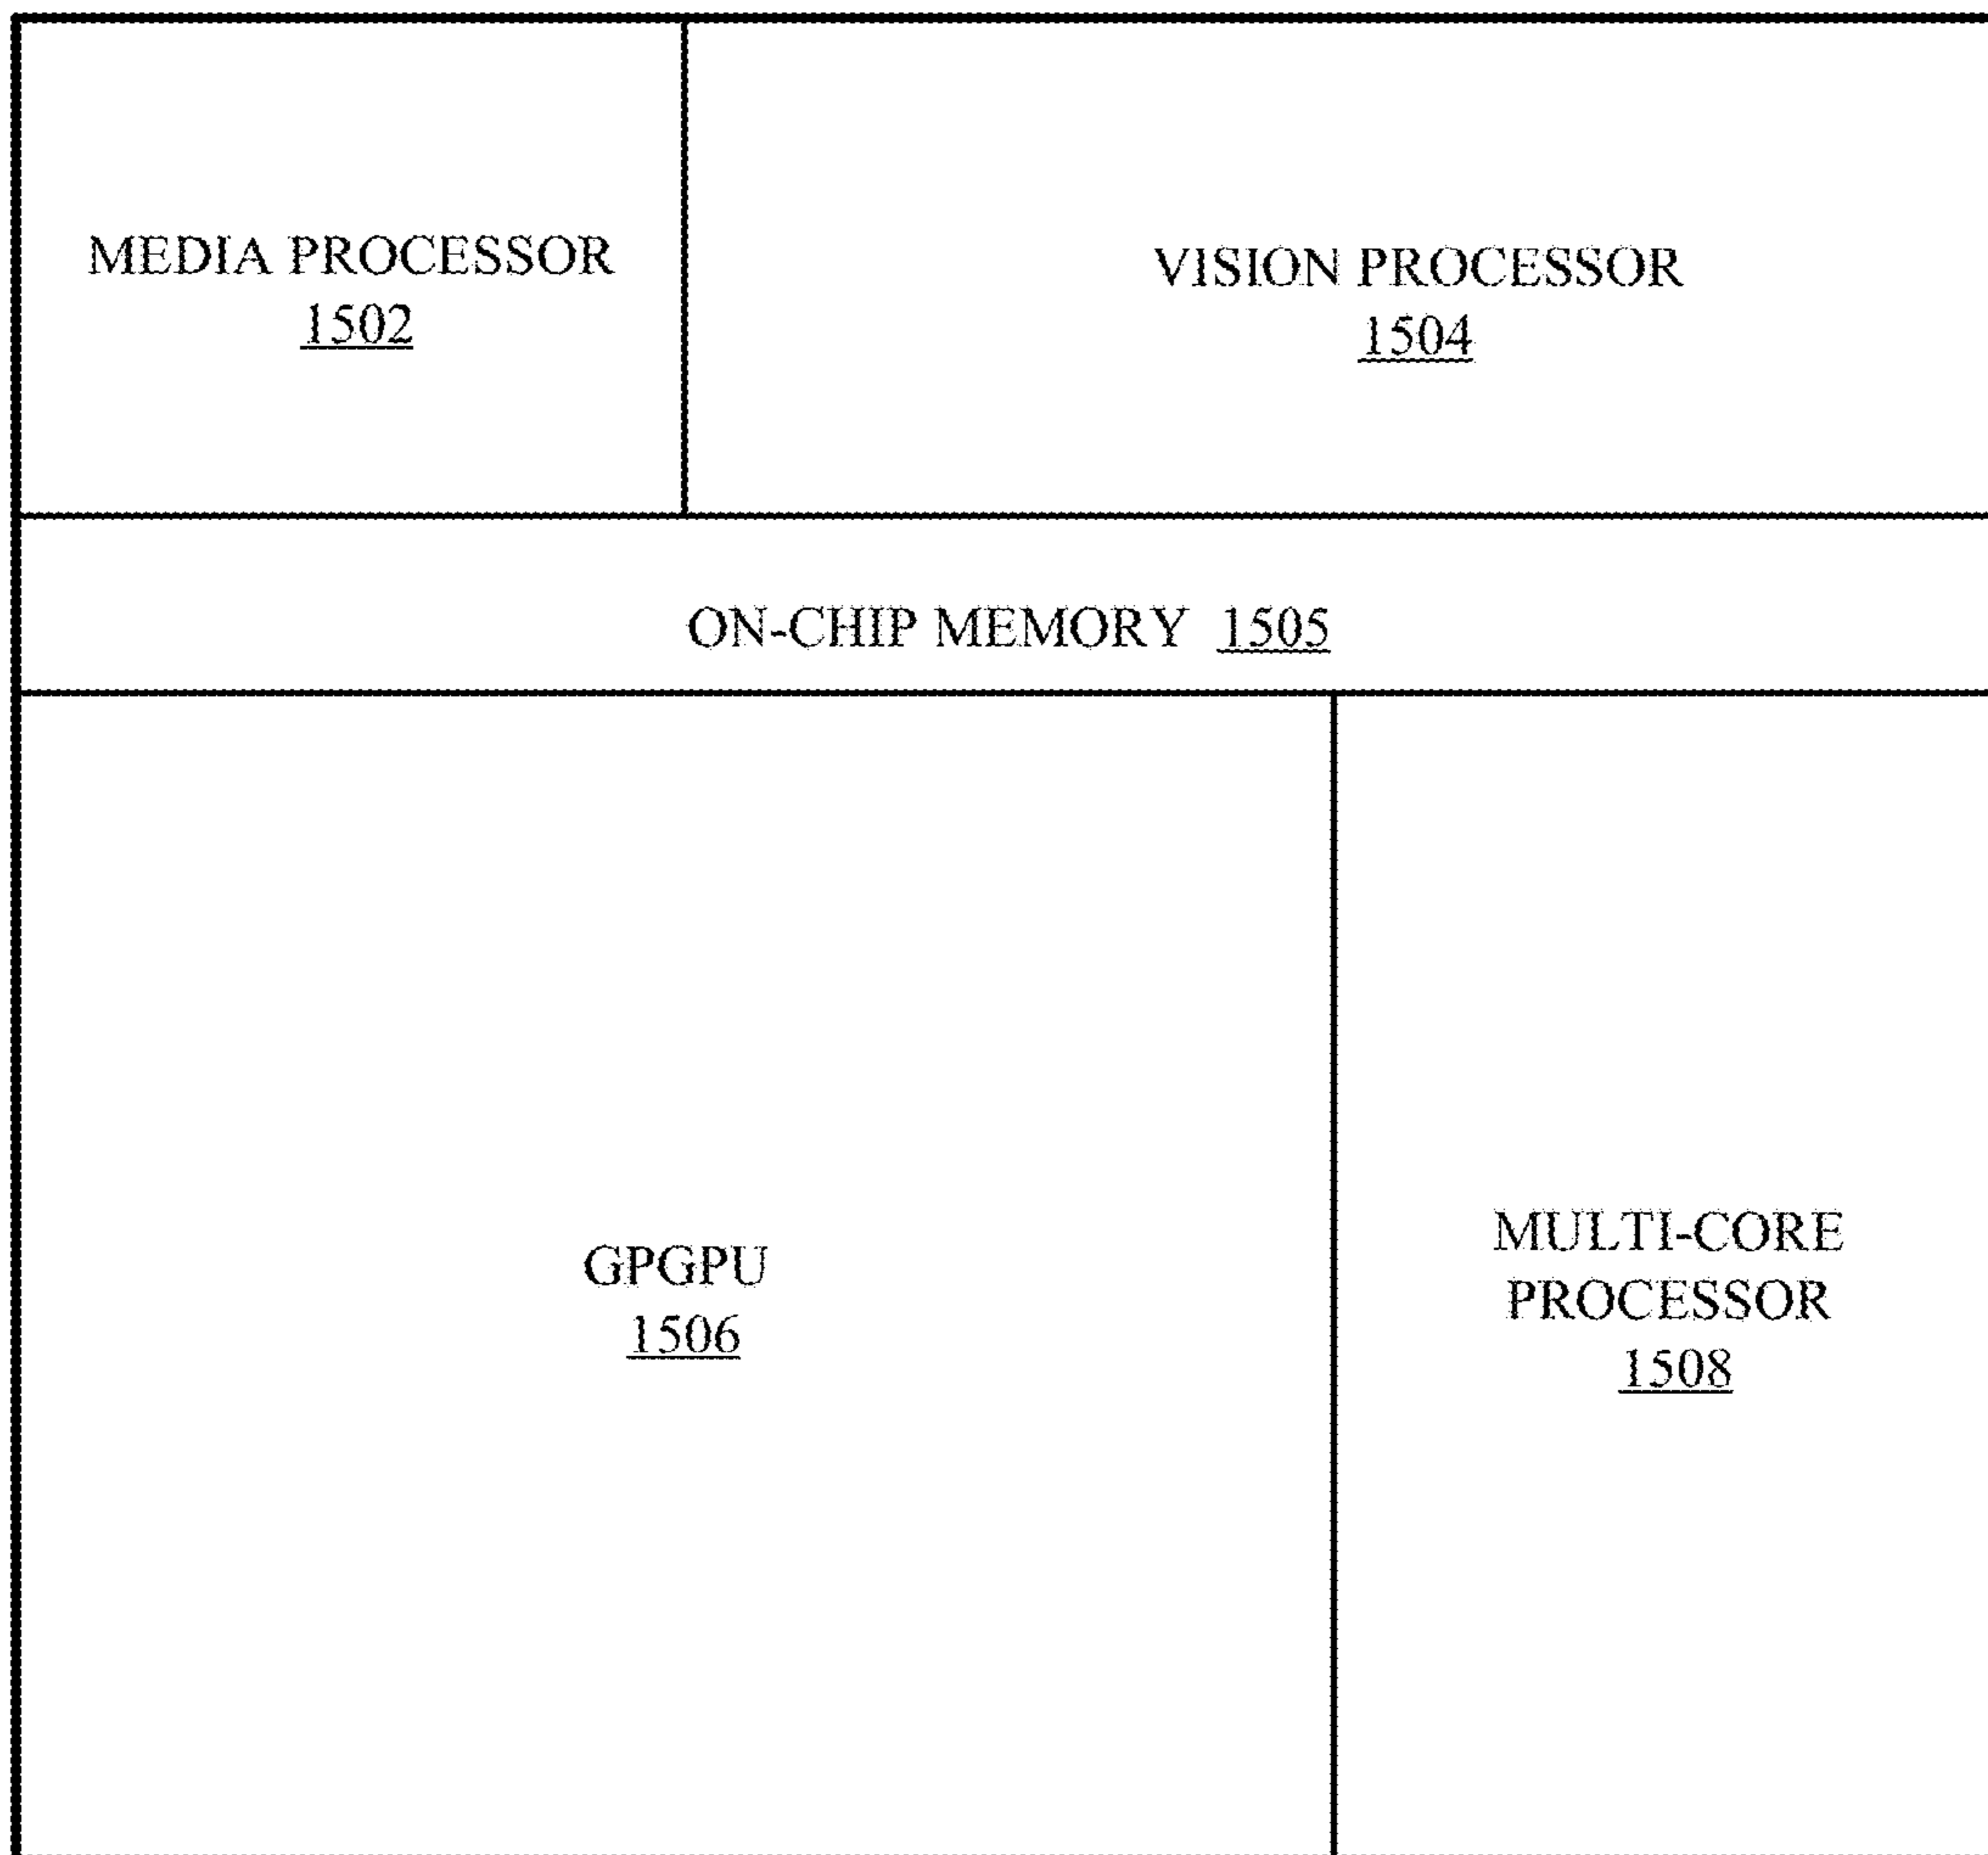 MEDIA PROCESSOR
1502
VISION PROCESSOR
1504
ON-CHIP MEMORY 1505
GPGPU
1506
MULTI-CORE
PROCESSOR
1508